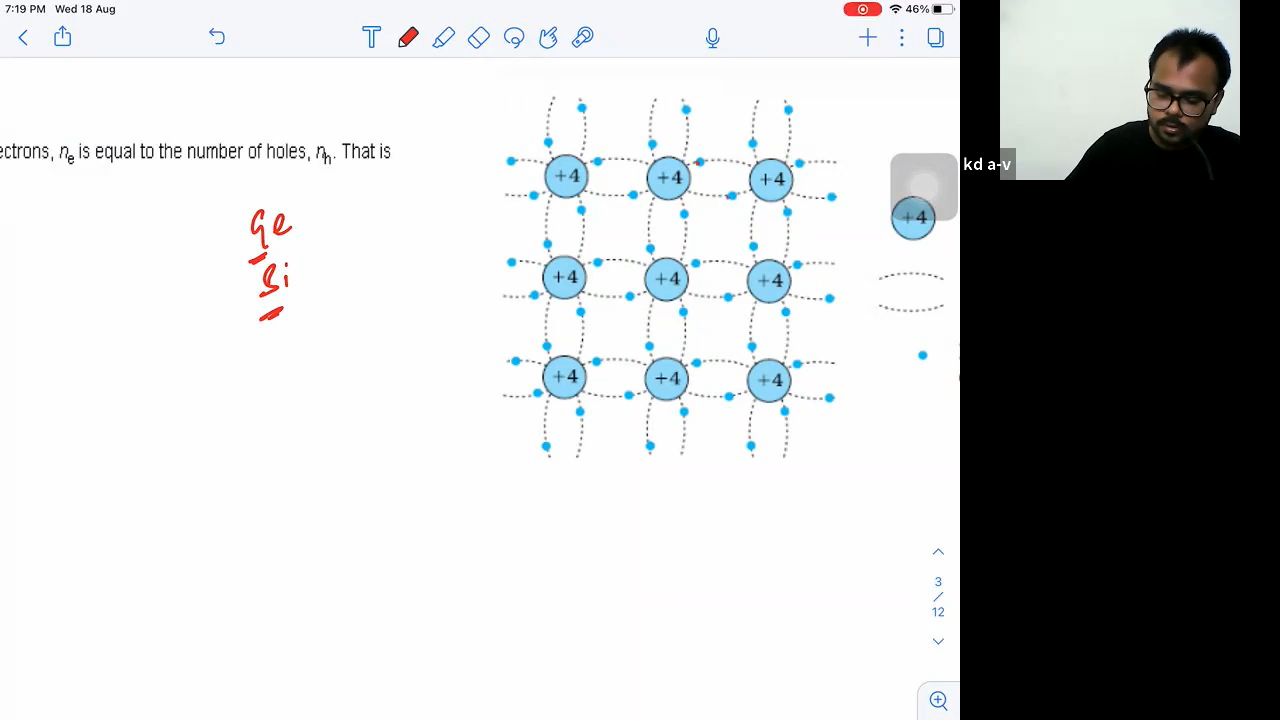 7:19 PM Wed 18 Aug
46%
ectrons, ne is equal to the number of holes, nh. That is
Ge
Si
+4 +4 +4
+4
+4 +4 +4
+4 +4 +4
kd a-v
3
/
12